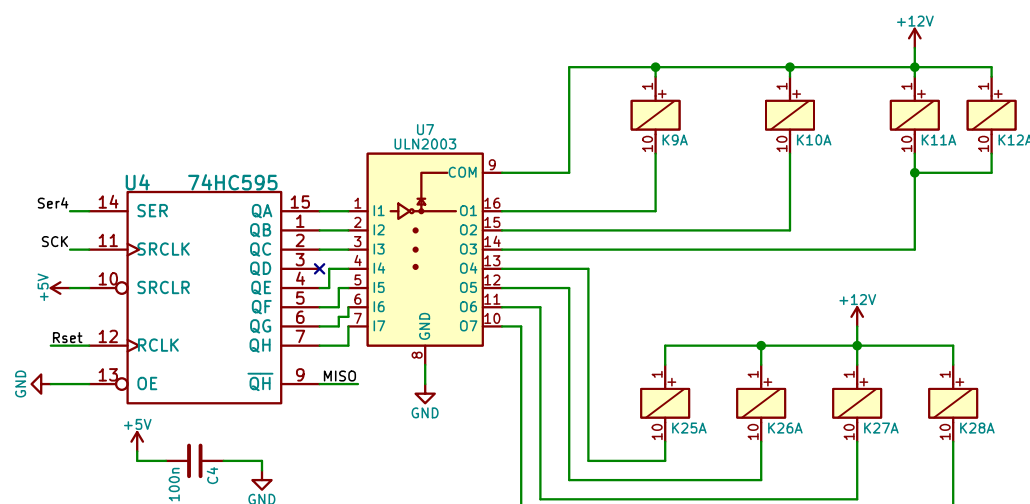 +12V
1
+
10
K9A
1
+
10
K10A
1
+
10
K11A
1
+
10
K12A
U7
ULN2003
COM 9
1 I1 O1 16
2 I2 O2 15
3 I3 O3 14
4 I4 O4 13
5 I5 O5 12
6 I6 O6 11
7 I7 O7 10
GND
8
GND
U4 74HC595
Ser4 14 SER QA 15
QB 1
SCK 11 SRCLK QC 2
QD 3
+5V 10 SRCLR QE 4
QF 5
QG 6
Rset 12 RCLK QH 7
GND 13 OE QH 9 MISO
+12V
1
+
10
K25A
1
+
10
K26A
1
+
10
K27A
1
+
10
K28A
+5V
100n
C4
GND